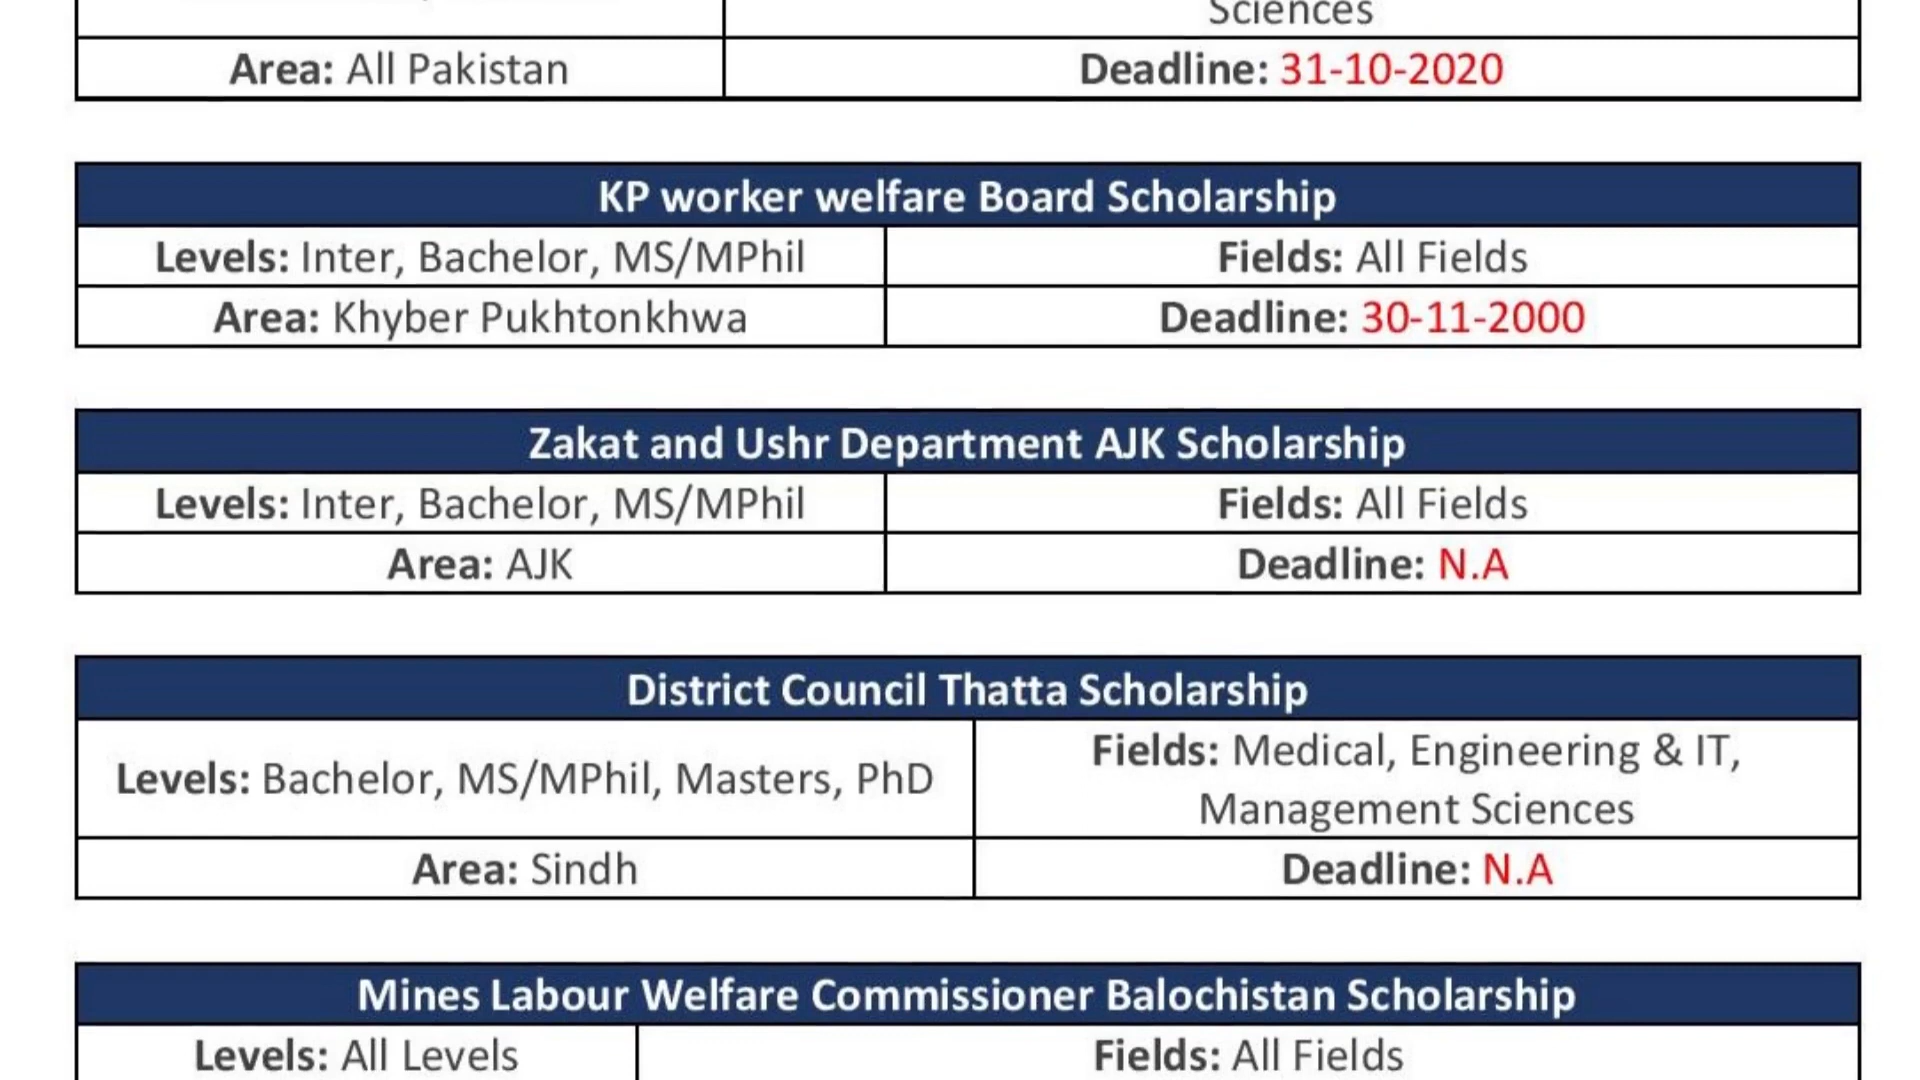 Sciences
Area: All Pakistan
Deadline: 31-10-2020
KP worker welfare Board Scholarship
Levels: Inter, Bachelor, MS/MPhil
Fields: All Fields
Area: Khyber Pukhtonkhwa
Deadline: 30-11-2000
Zakat and Ushr Department AJK Scholarship
Levels: Inter, Bachelor, MS/MPhil
Fields: All Fields
Area: AJK
Deadline: N.A
District Council Thatta Scholarship
Levels: Bachelor, MS/MPhil, Masters, PhD
Fields: Medical, Engineering & IT,
Management Sciences
Area: Sindh
Deadline: N.A
Mines Labour Welfare Commissioner Balochistan Scholarship
Levels: All Levels
Fields: All Fields